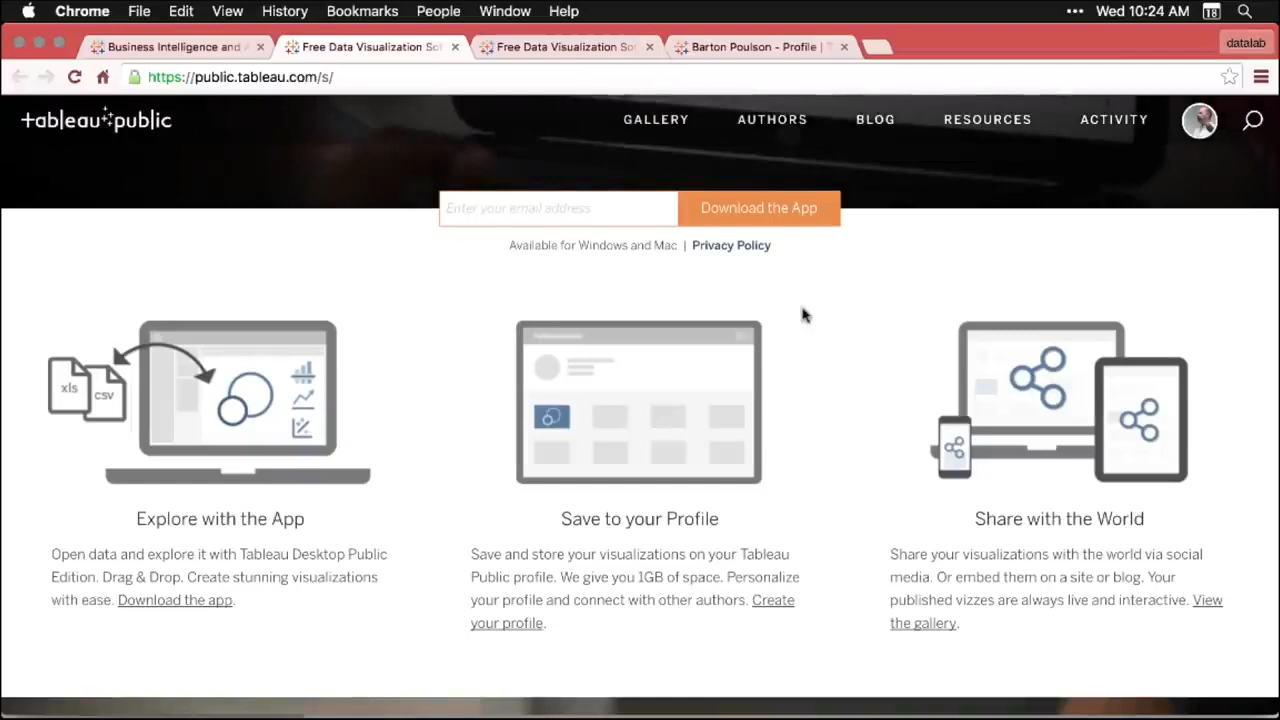 Chrome File Edit View History Bookmarks People Window Help ••• Wed 10:24 AM 18
Business Intelligence and Free Data Visualization Free Data Visualization Barton Poulson - Profile | datalab
https://public.tableau.com/s/
tableau public GALLERY AUTHORS BLOG RESOURCES ACTIVITY
Enter your email address Download the App
Available for Windows and Mac | Privacy Policy
xls
csv
Explore with the App
Open data and explore it with Tableau Desktop Public
Edition. Drag & Drop. Create stunning visualizations
with ease. Download the app.
Save to your Profile
Save and store your visualizations on your Tableau
Public profile. We give you 1GB of space. Personalize
your profile and connect with other authors. Create
your profile.
Share with the World
Share your visualizations with the world via social
media. Or embed them on a site or blog. Your
published vizzes are always live and interactive. View
the gallery.